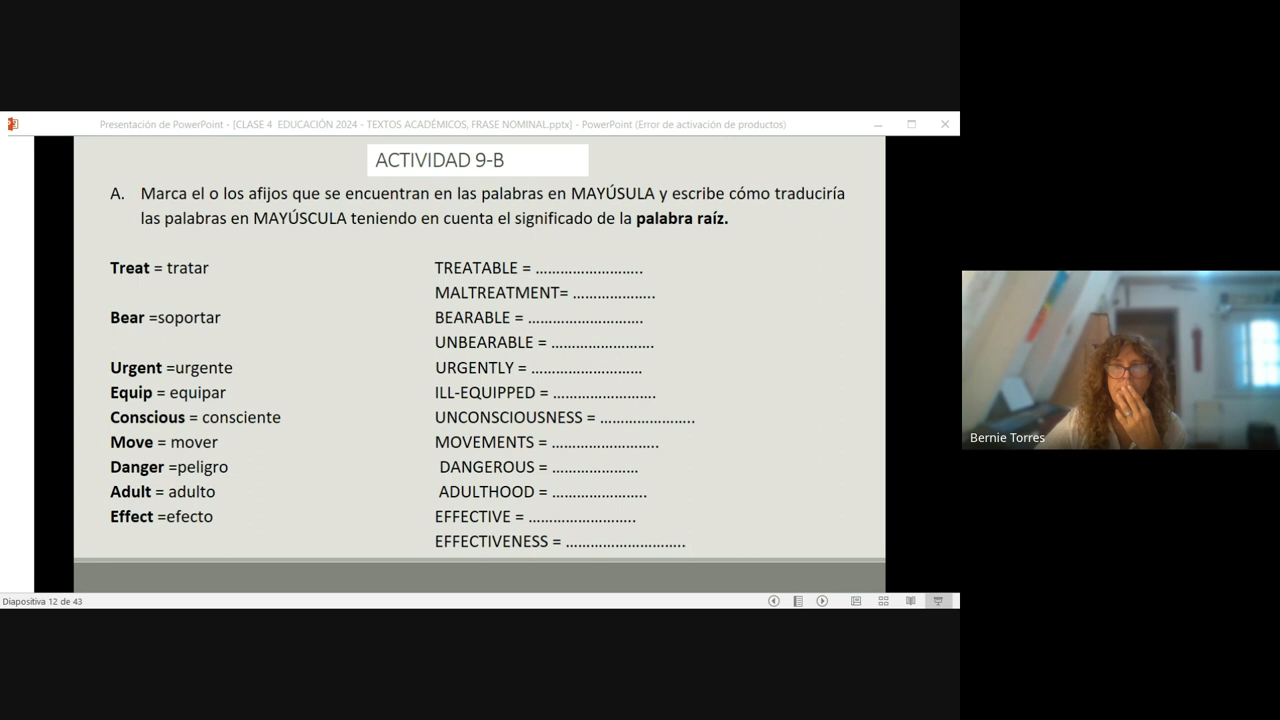 Presentación de PowerPoint - [CLASE 4 EDUCACIÓN 2024 - TEXTOS ACADÉMICOS, FRASE NOMINAL.pptx] - PowerPoint (Error de activación de productos)
ACTIVIDAD 9-B
A. Marca el o los afijos que se encuentran en las palabras en MAYÚSULA y escribe cómo traduciría
las palabras en MAYÚSCULA teniendo en cuenta el significado de la palabra raíz.
Treat = tratar TREATABLE = ……………………..
MALTREATMENT= ………………..
Bear =soportar BEARABLE = ……………………….
UNBEARABLE = …………………….
Urgent =urgente URGENTLY = ………………………
Equip = equipar ILL-EQUIPPED = …………………….
Conscious = consciente UNCONSCIOUSNESS = …………………..
Move = mover MOVEMENTS = ……………………..
Danger =peligro DANGEROUS = …………………
Adult = adulto ADULTHOOD = …………………..
Effect =efecto EFFECTIVE = ……………………..
EFFECTIVENESS = ………………………..
Diapositiva 12 de 43
Bernie Torres